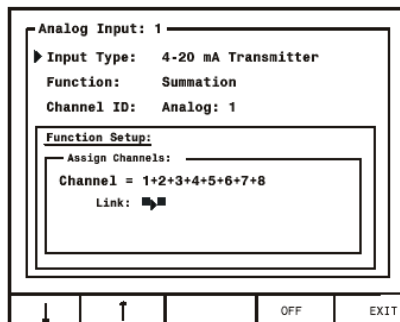 Analog Input: 1
Input Type: 4-20 mA Transmitter
Function: Summation
Channel ID: Analog: 1
Function Setup:
Assign Channels:
Channel = 1+2+3+4+5+6+7+8
Link:
OFF EXIT